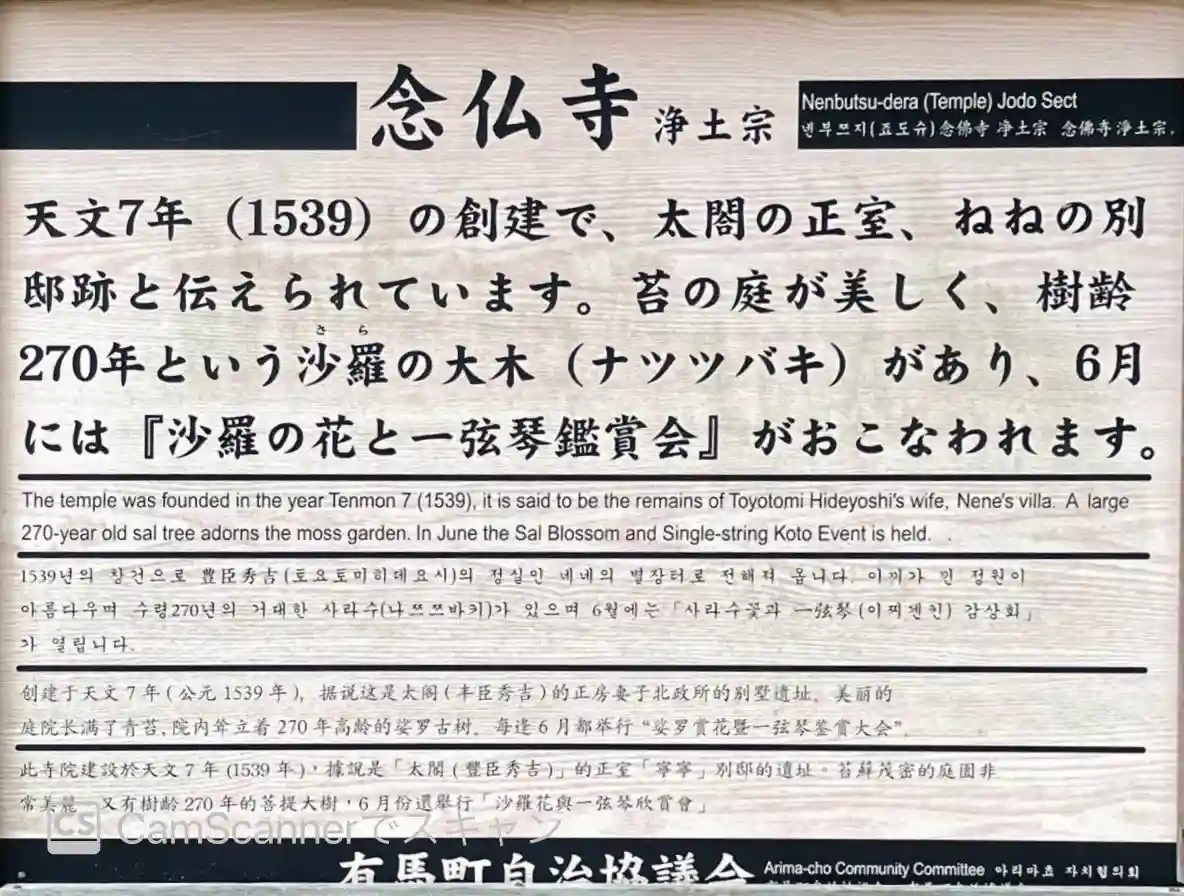 念仏寺 浄土宗
Nenbutsu-dera (Temple) Jodo Sect
넨부쯔지(죠도슈)念佛寺 净土宗 念佛寺 淨土宗.
天文7年（1539）の創建で、太閤の正室、ねねの別
邸跡と伝えられています。苔の庭が美しく、樹齢
さら
270年という沙羅の大木（ナツツバキ）があり、6月
には『沙羅の花と一弦琴鑑賞会』がおこなわれます。
The temple was founded in the year Tenmon 7 (1539), it is said to be the remains of Toyotomi Hideyoshi's wife, Nene's villa. A large
270-year old sal tree adorns the moss garden. In June the Sal Blossom and Single-string Koto Event is held.
1539년의 창건으로 豊臣秀吉(토요토미히데요시)의 정실인 네네의 별장터로 전해져 옵니다. 이끼가 낀 정원이
아름다우며 수령270년의 거대한 사라수(나쯔쯔바키)가 있으며 6월에는「사라수꽃과 一弦琴(이찌겐킨) 감상회」
가 열립니다.
创建于天文 7 年 (公元 1539 年)，据说这是太阁 (丰臣秀吉) 的正房妻子北政所的别墅遗址。美丽的
庭院长满了青苔,院内耸立着 270 年高龄的娑罗古树。每逢 6 月都举行 “娑罗赏花暨一弦琴鉴赏大会”。
此寺院建設於天文 7 年 (1539 年)，據說是「太閣 (豐臣秀吉)」的正室「寧寧」別邸的遺址。苔蘚茂密的庭園非
常美麗 又有樹齡 270 年的菩提大樹，6 月份還舉行「沙羅花與一弦琴欣賞會」
CS CamScannerでスキャン
有馬町自治協議会
Arima-cho Community Committee 아리마쵸 자치협의회